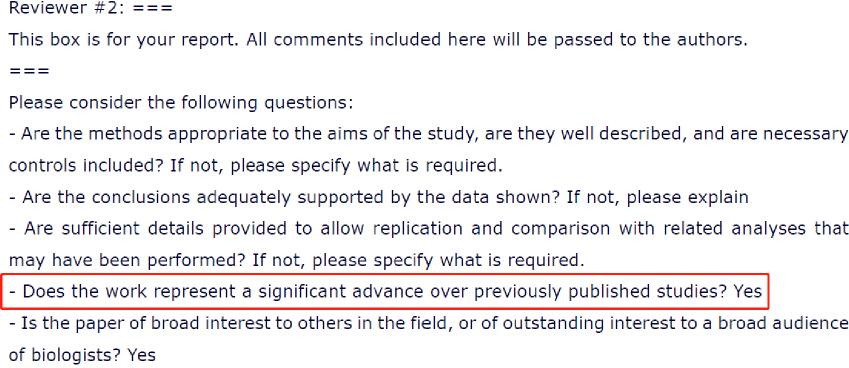 Reviewer #2: ===
This box is for your report. All comments included here will be passed to the authors.
===
Please consider the following questions:
- Are the methods appropriate to the aims of the study, are they well described, and are necessary
controls included? If not, please specify what is required.
- Are the conclusions adequately supported by the data shown? If not, please explain
- Are sufficient details provided to allow replication and comparison with related analyses that
may have been performed? If not, please specify what is required.
- Does the work represent a significant advance over previously published studies? Yes
- Is the paper of broad interest to others in the field, or of outstanding interest to a broad audience
of biologists? Yes